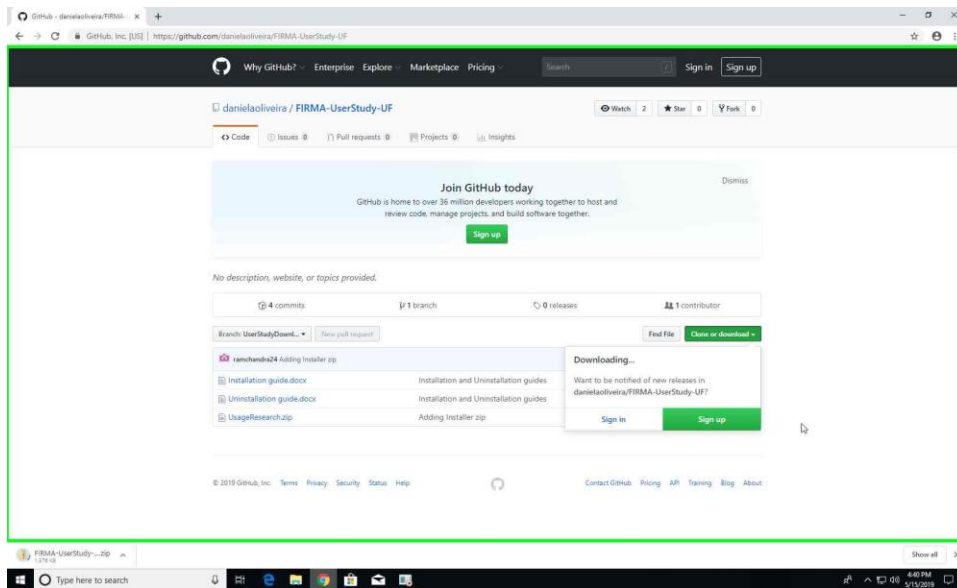 GitHub - danielaoliveira/FIRMA-
GitHub, Inc. [US] | https://github.com/danielaoliveira/FIRMA-UserStudy-UF
Why GitHub? Enterprise Explore Marketplace Pricing Search / Sign in Sign up
danielaoliveira / FIRMA-UserStudy-UF Watch 2 Star 0 Fork 0
Code Issues 0 Pull requests 0 Projects 0 Insights
Dismiss
Join GitHub today
GitHub is home to over 36 million developers working together to host and
review code, manage projects, and build software together.
Sign up
No description, website, or topics provided.
4 commits 1 branch 0 releases 1 contributor
Branch: UserStudyDownl... New pull request Find File Clone or download
ramchandra24 Adding Installer zip
Installation guide.docx Installation and Uninstallation guides
Uninstallation guide.docx Installation and Uninstallation guides
UsageResearch.zip Adding Installer zip
Downloading...
Want to be notified of new releases in
danielaoliveira/FIRMA-UserStudy-UF?
Sign in Sign up
© 2019 GitHub, Inc. Terms Privacy Security Status Help Contact GitHub Pricing API Training Blog About
FIRMA-UserStudy-....zip Show all
Type here to search
4:40 PM
5/15/2019